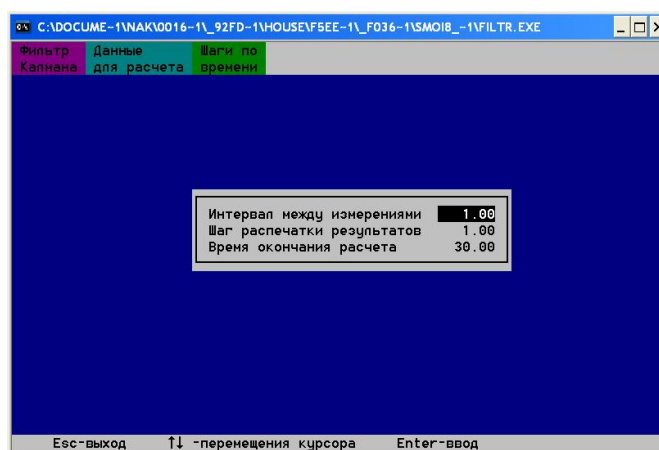 C:\DOCUME~1\NAK\0016~1\_92FD~1\HOUSE\F5EE~1\_F036~1\SMOI8_~1\FILTR.EXE
Фильтр Данные Шаги по
Калмана для расчета времени
Интервал между измерениями 1.00
Шаг распечатки результатов 1.00
Время окончания расчета 30.00
Esc-выход ↑↓ -перемещения курсора Enter-ввод